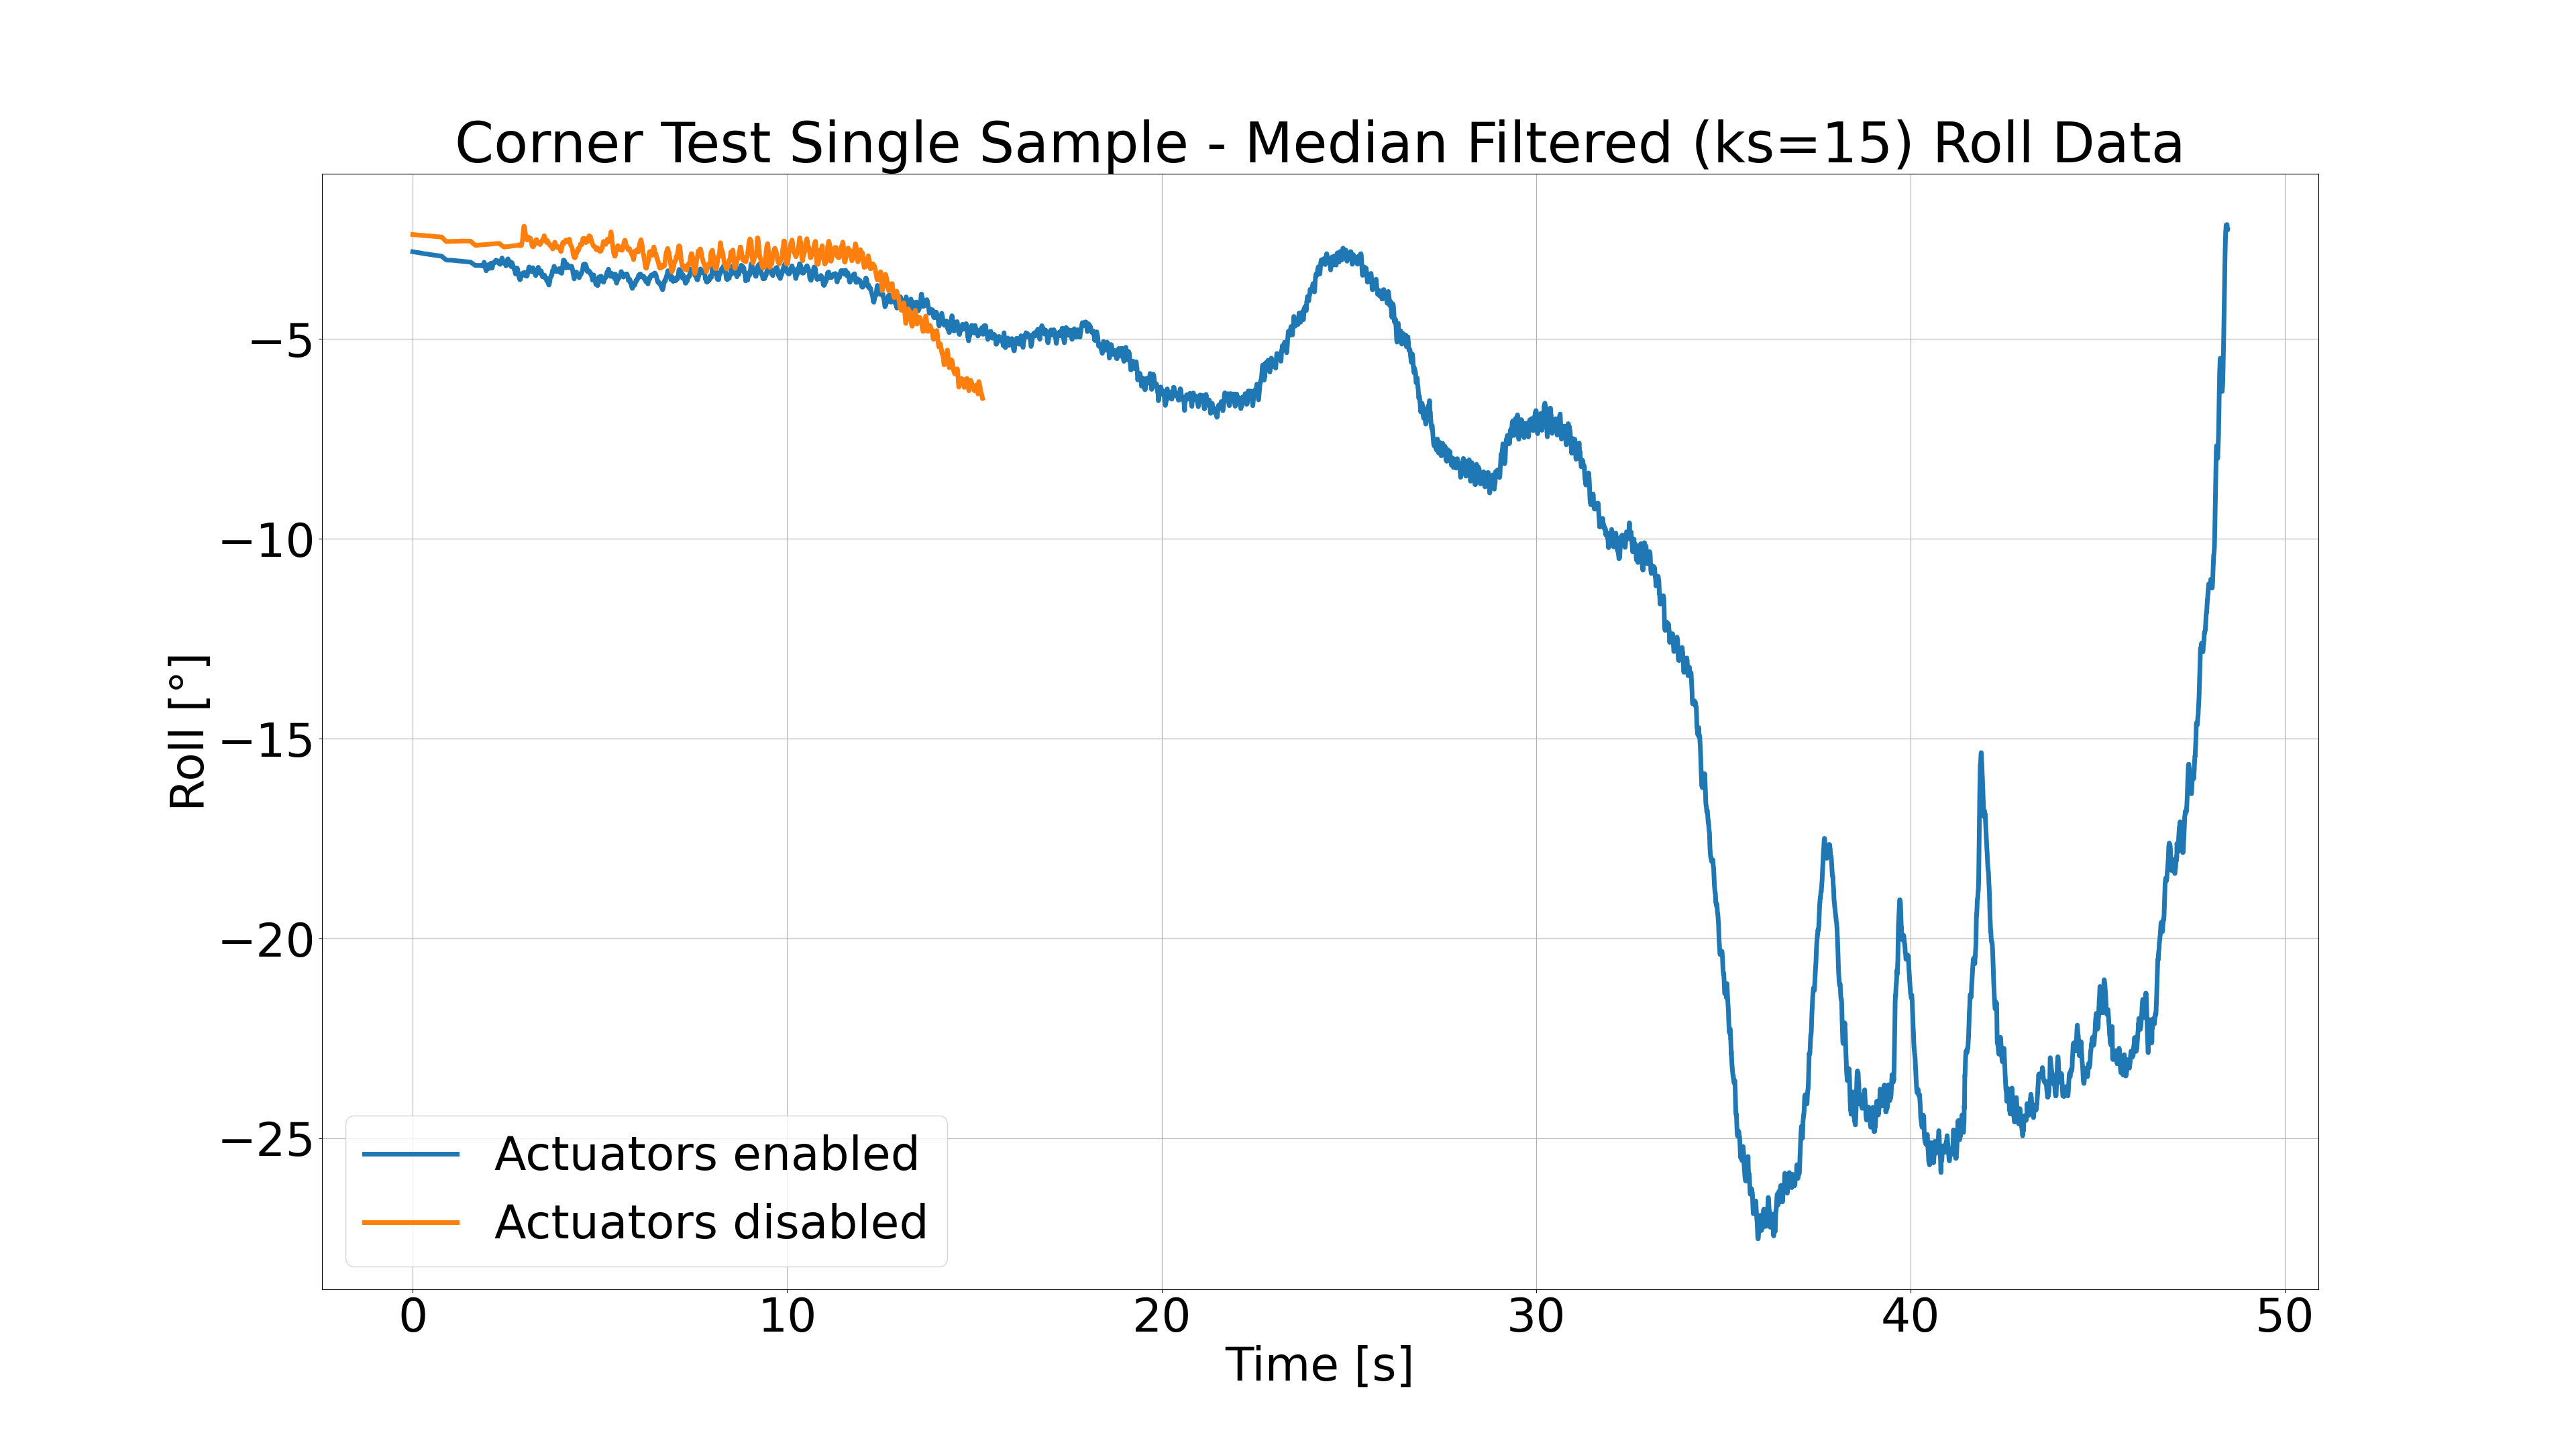 Corner Test Single Sample - Median Filtered (ks=15) Roll Data
Roll [°]
−5
−10
−15
−20
−25
Actuators enabled
Actuators disabled
0 10 20 30 40 50
Time [s]